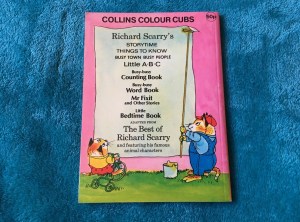 COLLINS COLOUR CUBS
50p
Richard Scarry's
STORYTIME
THINGS TO KNOW
BUSY TOWN BUSY PEOPLE
Little A·B·C
Busy-busy
Counting Book
Busy-busy
Word Book
Mr Fixit
and Other Stories
Little
Bedtime Book
ADAPTED FROM
The Best of
Richard Scarry
and featuring his famous
animal characters